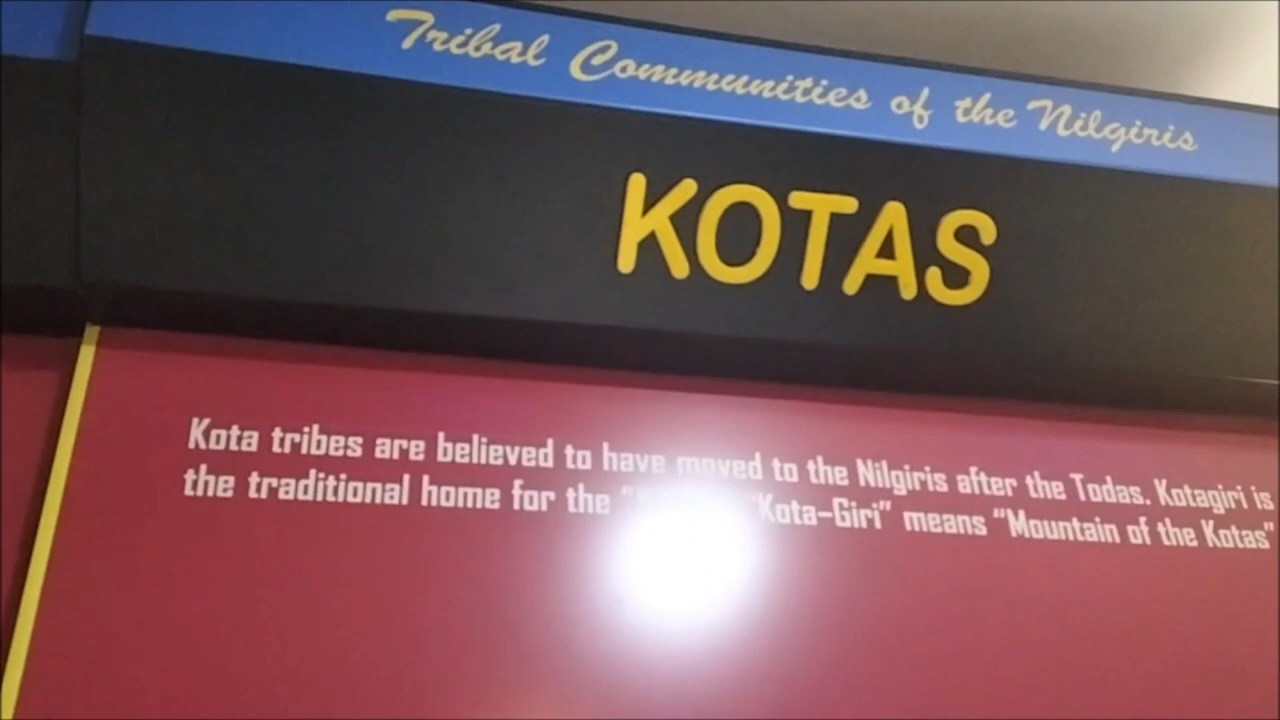 Tribal Communities of the Nilgiris
KOTAS
Kota tribes are believed to have moved to the Nilgiris after the Todas. Kotagiri is
the traditional home for the "Kota-Giri" means "Mountain of the Kotas"